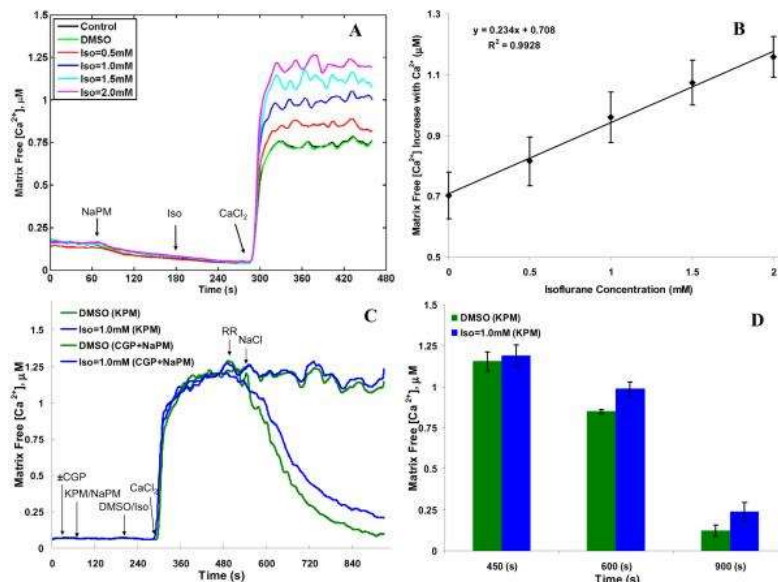 A
Control
DMSO
Iso=0.5mM
Iso=1.0mM
Iso=1.5mM
Iso=2.0mM
Matrix Free [Ca²⁺], μM
1.5
1.25
1
0.75
0.5
0.25
0
NaPM
Iso
CaCl₂
0 60 120 180 240 300 360 420 480
Time (s)
B
y = 0.234x + 0.708
R² = 0.9928
Matrix Free [Ca²⁺] Increase with Ca²⁺ (μM)
1.3
1.1
0.9
0.7
0.5
0 0.5 1 1.5 2
Isoflurane Concentration (mM)
C
DMSO (KPM)
Iso=1.0mM (KPM)
DMSO (CGP+NaPM)
Iso=1.0mM (CGP+NaPM)
RR
NaCl
Matrix Free [Ca²⁺], μM
1.5
1.25
1
0.75
0.5
0.25
0
±CGP
KPM/NaPM
DMSO/Iso
CaCl₂
0 120 240 360 480 600 720 840
Time (s)
D
DMSO (KPM)
Iso=1.0mM (KPM)
Matrix Free [Ca²⁺], μM
1.5
1.25
1
0.75
0.5
0.25
0
450 (s) 600 (s) 900 (s)
Time (s)